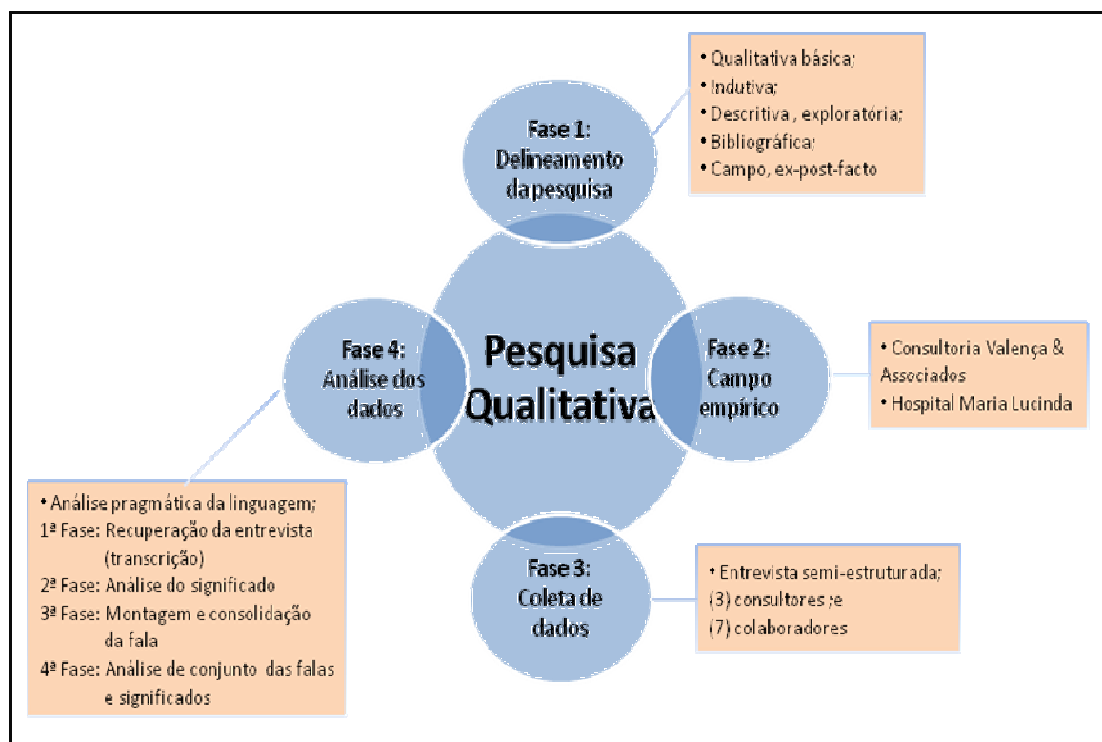 Fase 1:
Delineamento
da pesquisa
• Qualitativa básica;
• Indutiva;
• Descritiva , exploratória;
• Bibliográfica;
• Campo, ex-post-facto
Pesquisa
Qualitativa
Fase 2:
Campo
empírico
• Consultoria Valença &
Associados
• Hospital Maria Lucinda
Fase 3:
Coleta de
dados
• Entrevista semi-estruturada;
(3) consultores ;e
(7) colaboradores
Fase 4:
Análise dos
dados
• Análise pragmática da linguagem;
1ª Fase: Recuperação da entrevista
(transcrição)
2ª Fase: Análise do significado
3ª Fase: Montagem e consolidação
da fala
4ª Fase: Análise de conjunto das falas
e significados